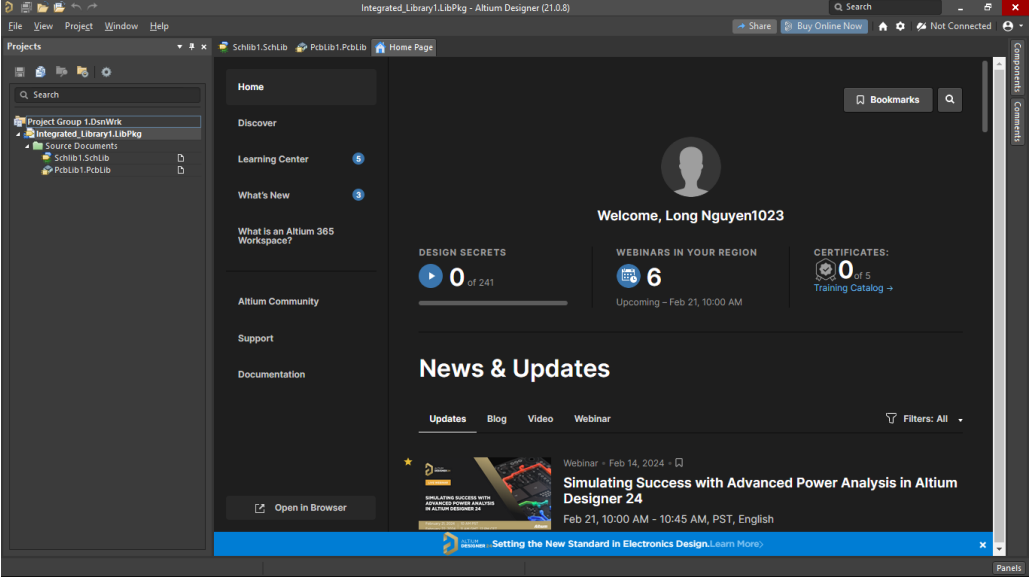 Integrated_Library1.LibPkg - Altium Designer (21.0.8)
Search
File View Project Window Help
Share
Buy Online Now
Not Connected
Projects
Schlib1.SchLib
PcbLib1.PcbLib
Home Page
Search
Project Group 1.DsnWrk
Integrated_Library1.LibPkg
Source Documents
Schlib1.SchLib
PcbLib1.PcbLib
Home
Discover
Learning Center 5
What's New 3
What is an Altium 365
Workspace?
Altium Community
Support
Documentation
Open in Browser
Bookmarks
Welcome, Long Nguyen1023
DESIGN SECRETS
0 of 241
WEBINARS IN YOUR REGION
6
Upcoming – Feb 21, 10:00 AM
CERTIFICATES:
0 of 5
Training Catalog →
News & Updates
Updates Blog Video Webinar
Filters: All
SIMULATING SUCCESS WITH
ADVANCED POWER ANALYSIS
IN ALTIUM DESIGNER 24
Altium
Webinar • Feb 14, 2024 •
Simulating Success with Advanced Power Analysis in Altium
Designer 24
Feb 21, 10:00 AM - 10:45 AM, PST, English
ALTIUM
DESIGNER
Setting the New Standard in Electronics Design. Learn More
Components
Comments
Panels